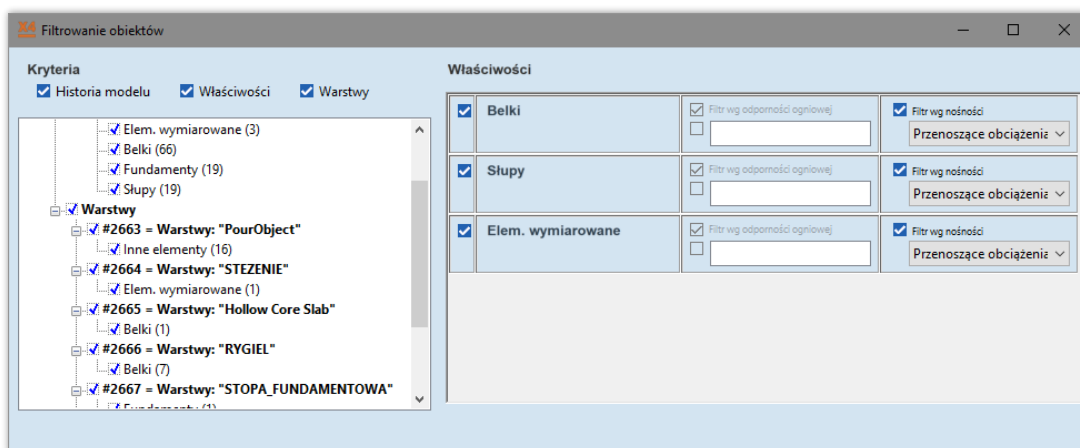 Filtrowanie obiektów
Kryteria
Historia modelu Właściwości Warstwy
Elem. wymiarowane (3)
Belki (66)
Fundamenty (19)
Słupy (19)
Warstwy
#2663 = Warstwy: "PourObject"
Inne elementy (16)
#2664 = Warstwy: "STEZENIE"
Elem. wymiarowane (1)
#2665 = Warstwy: "Hollow Core Slab"
Belki (1)
#2666 = Warstwy: "RYGIEL"
Belki (7)
#2667 = Warstwy: "STOPA_FUNDAMENTOWA"
Fundamenty (1)
Właściwości
Belki Filtr wg odporności ogniowej Filtr wg nośności
Przenoszące obciążenia
Słupy Filtr wg odporności ogniowej Filtr wg nośności
Przenoszące obciążenia
Elem. wymiarowane Filtr wg odporności ogniowej Filtr wg nośności
Przenoszące obciążenia